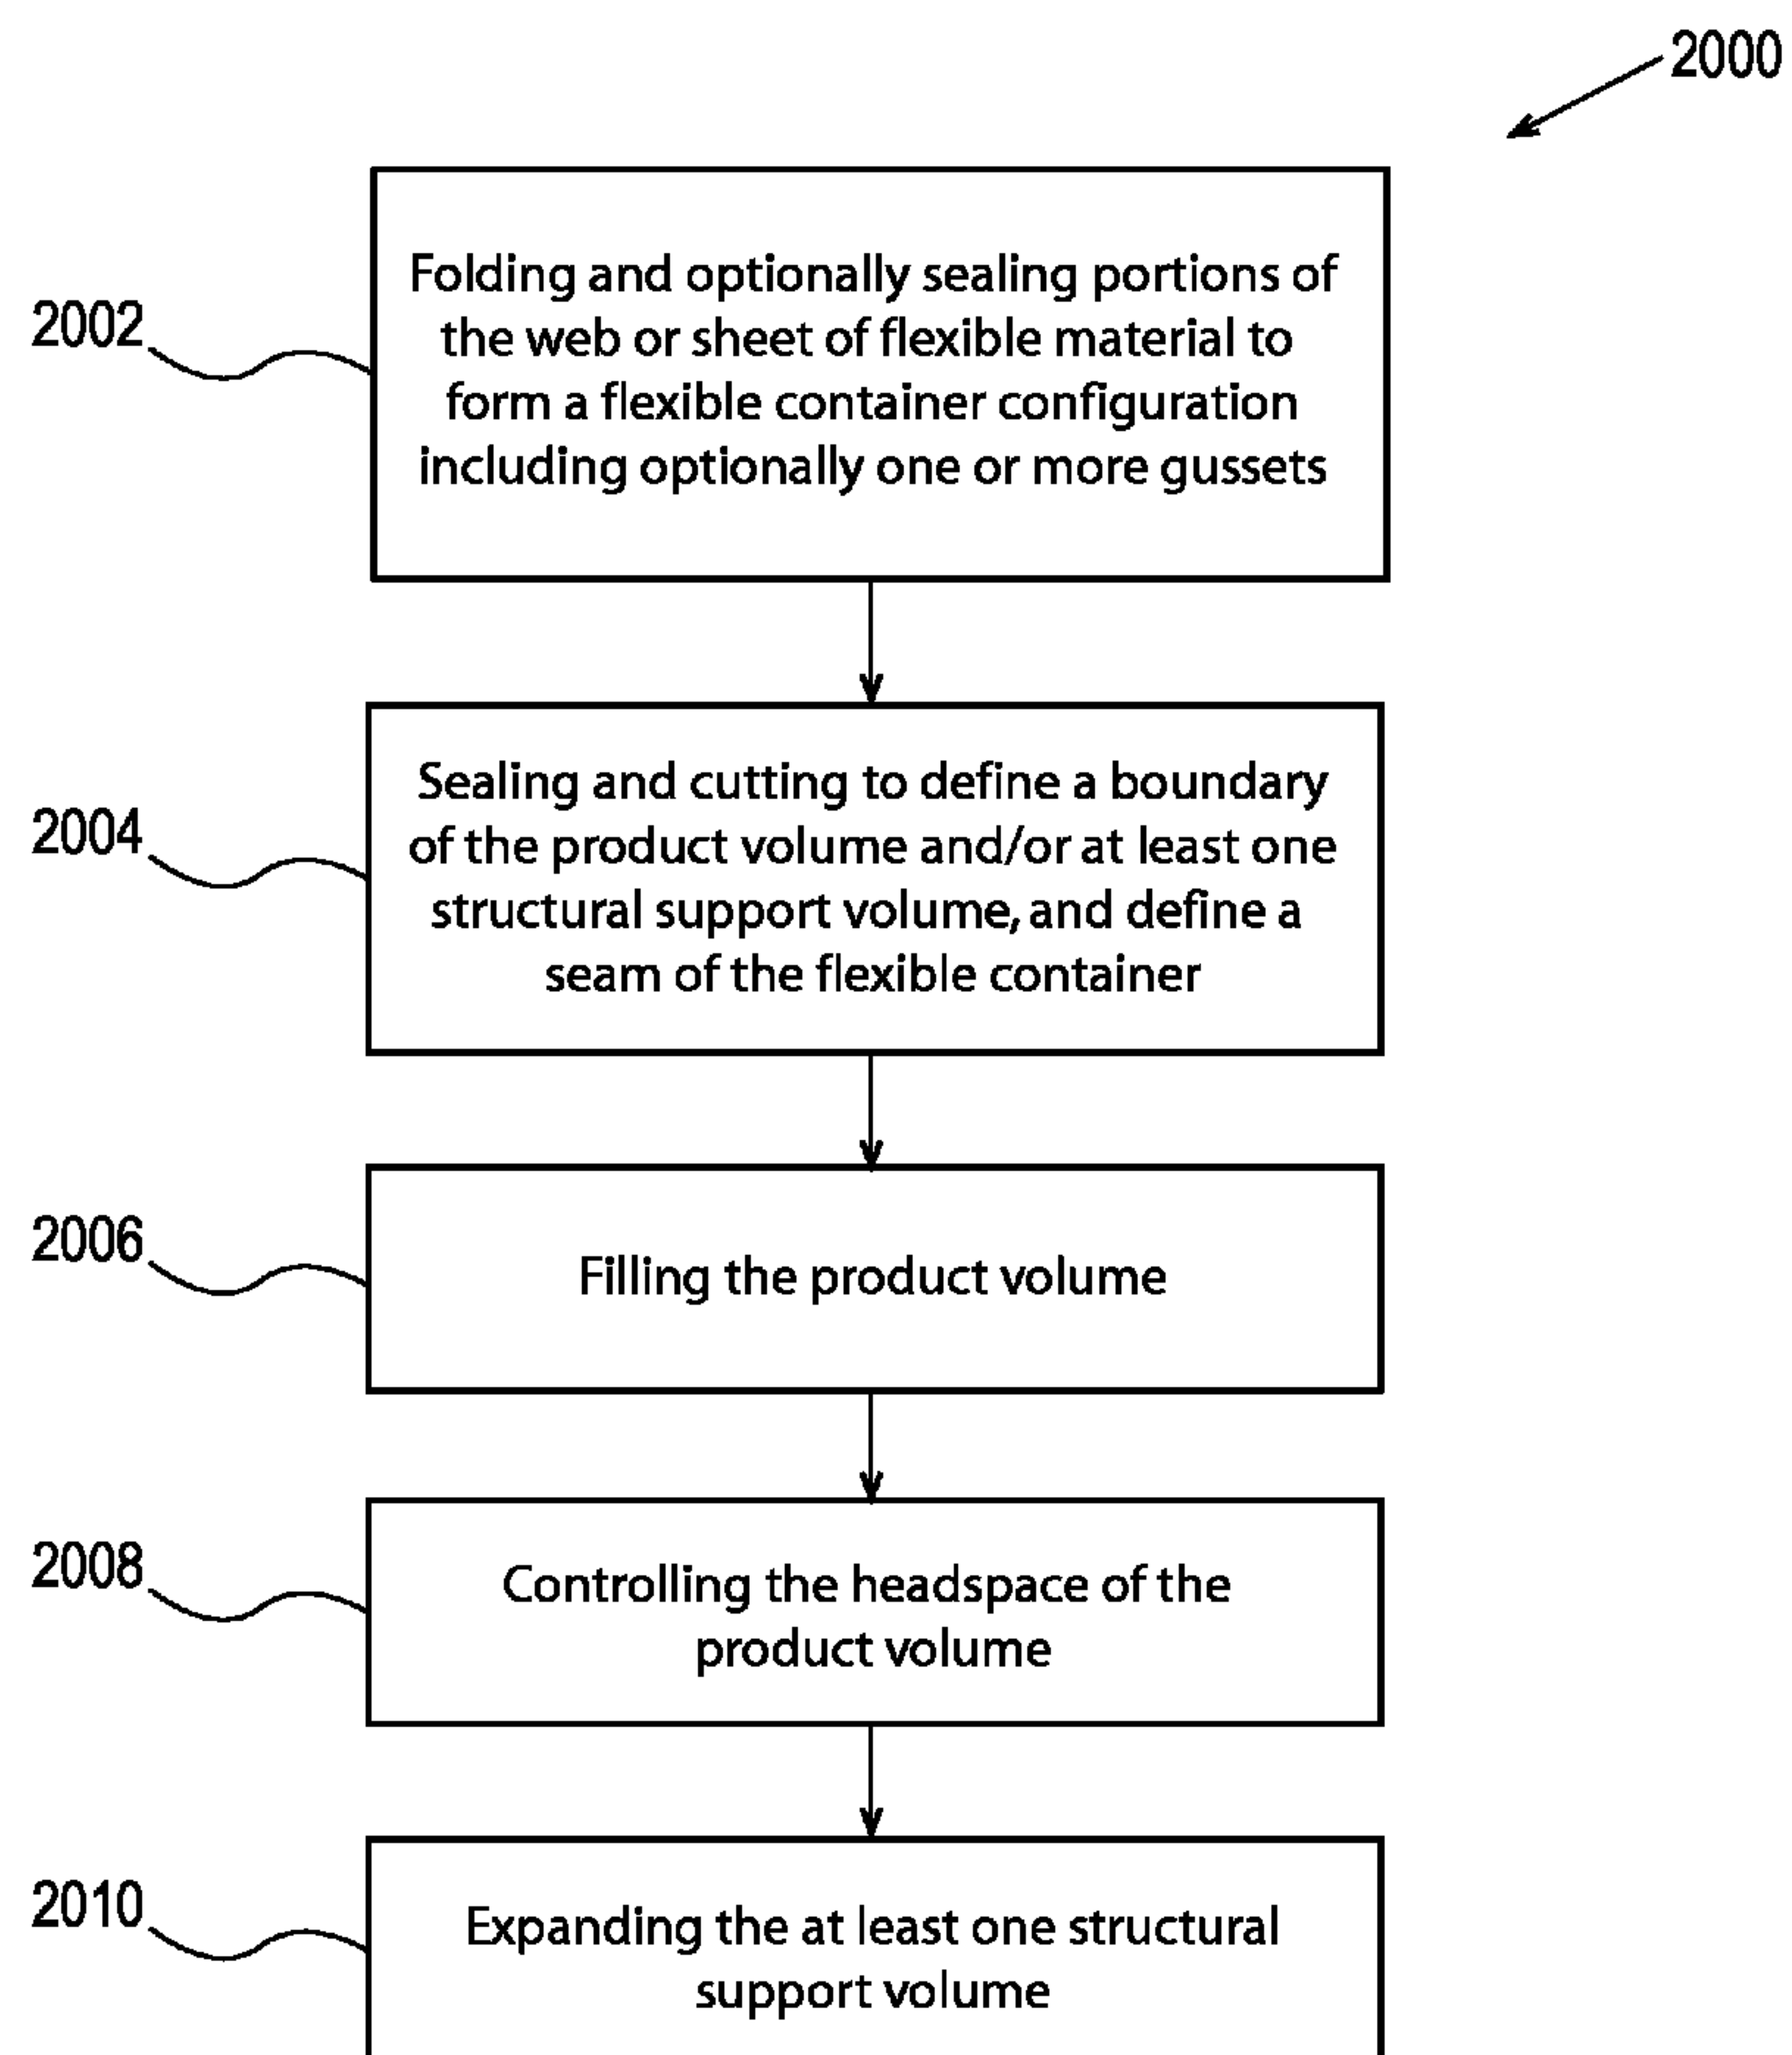 2000
2002
Folding and optionally sealing portions of
the web or sheet of flexible material to
form a flexible container configuration
including optionally one or more gussets
2004
Sealing and cutting to define a boundary
of the product volume and/or at least one
structural support volume, and define a
seam of the flexible container
2006
Filling the product volume
2008
Controlling the headspace of the
product volume
2010
Expanding the at least one structural
support volume